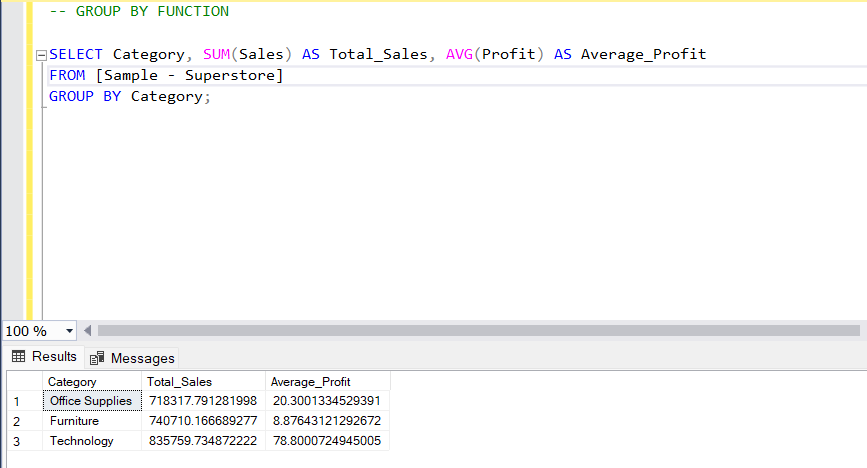 -- GROUP BY FUNCTION
SELECT Category, SUM(Sales) AS Total_Sales, AVG(Profit) AS Average_Profit
FROM [Sample - Superstore]
GROUP BY Category;
100 %
Results Messages
Category Total_Sales Average_Profit
1 Office Supplies 718317.791281998 20.3001334529391
2 Furniture 740710.166689277 8.87643121292672
3 Technology 835759.734872222 78.8000724945005